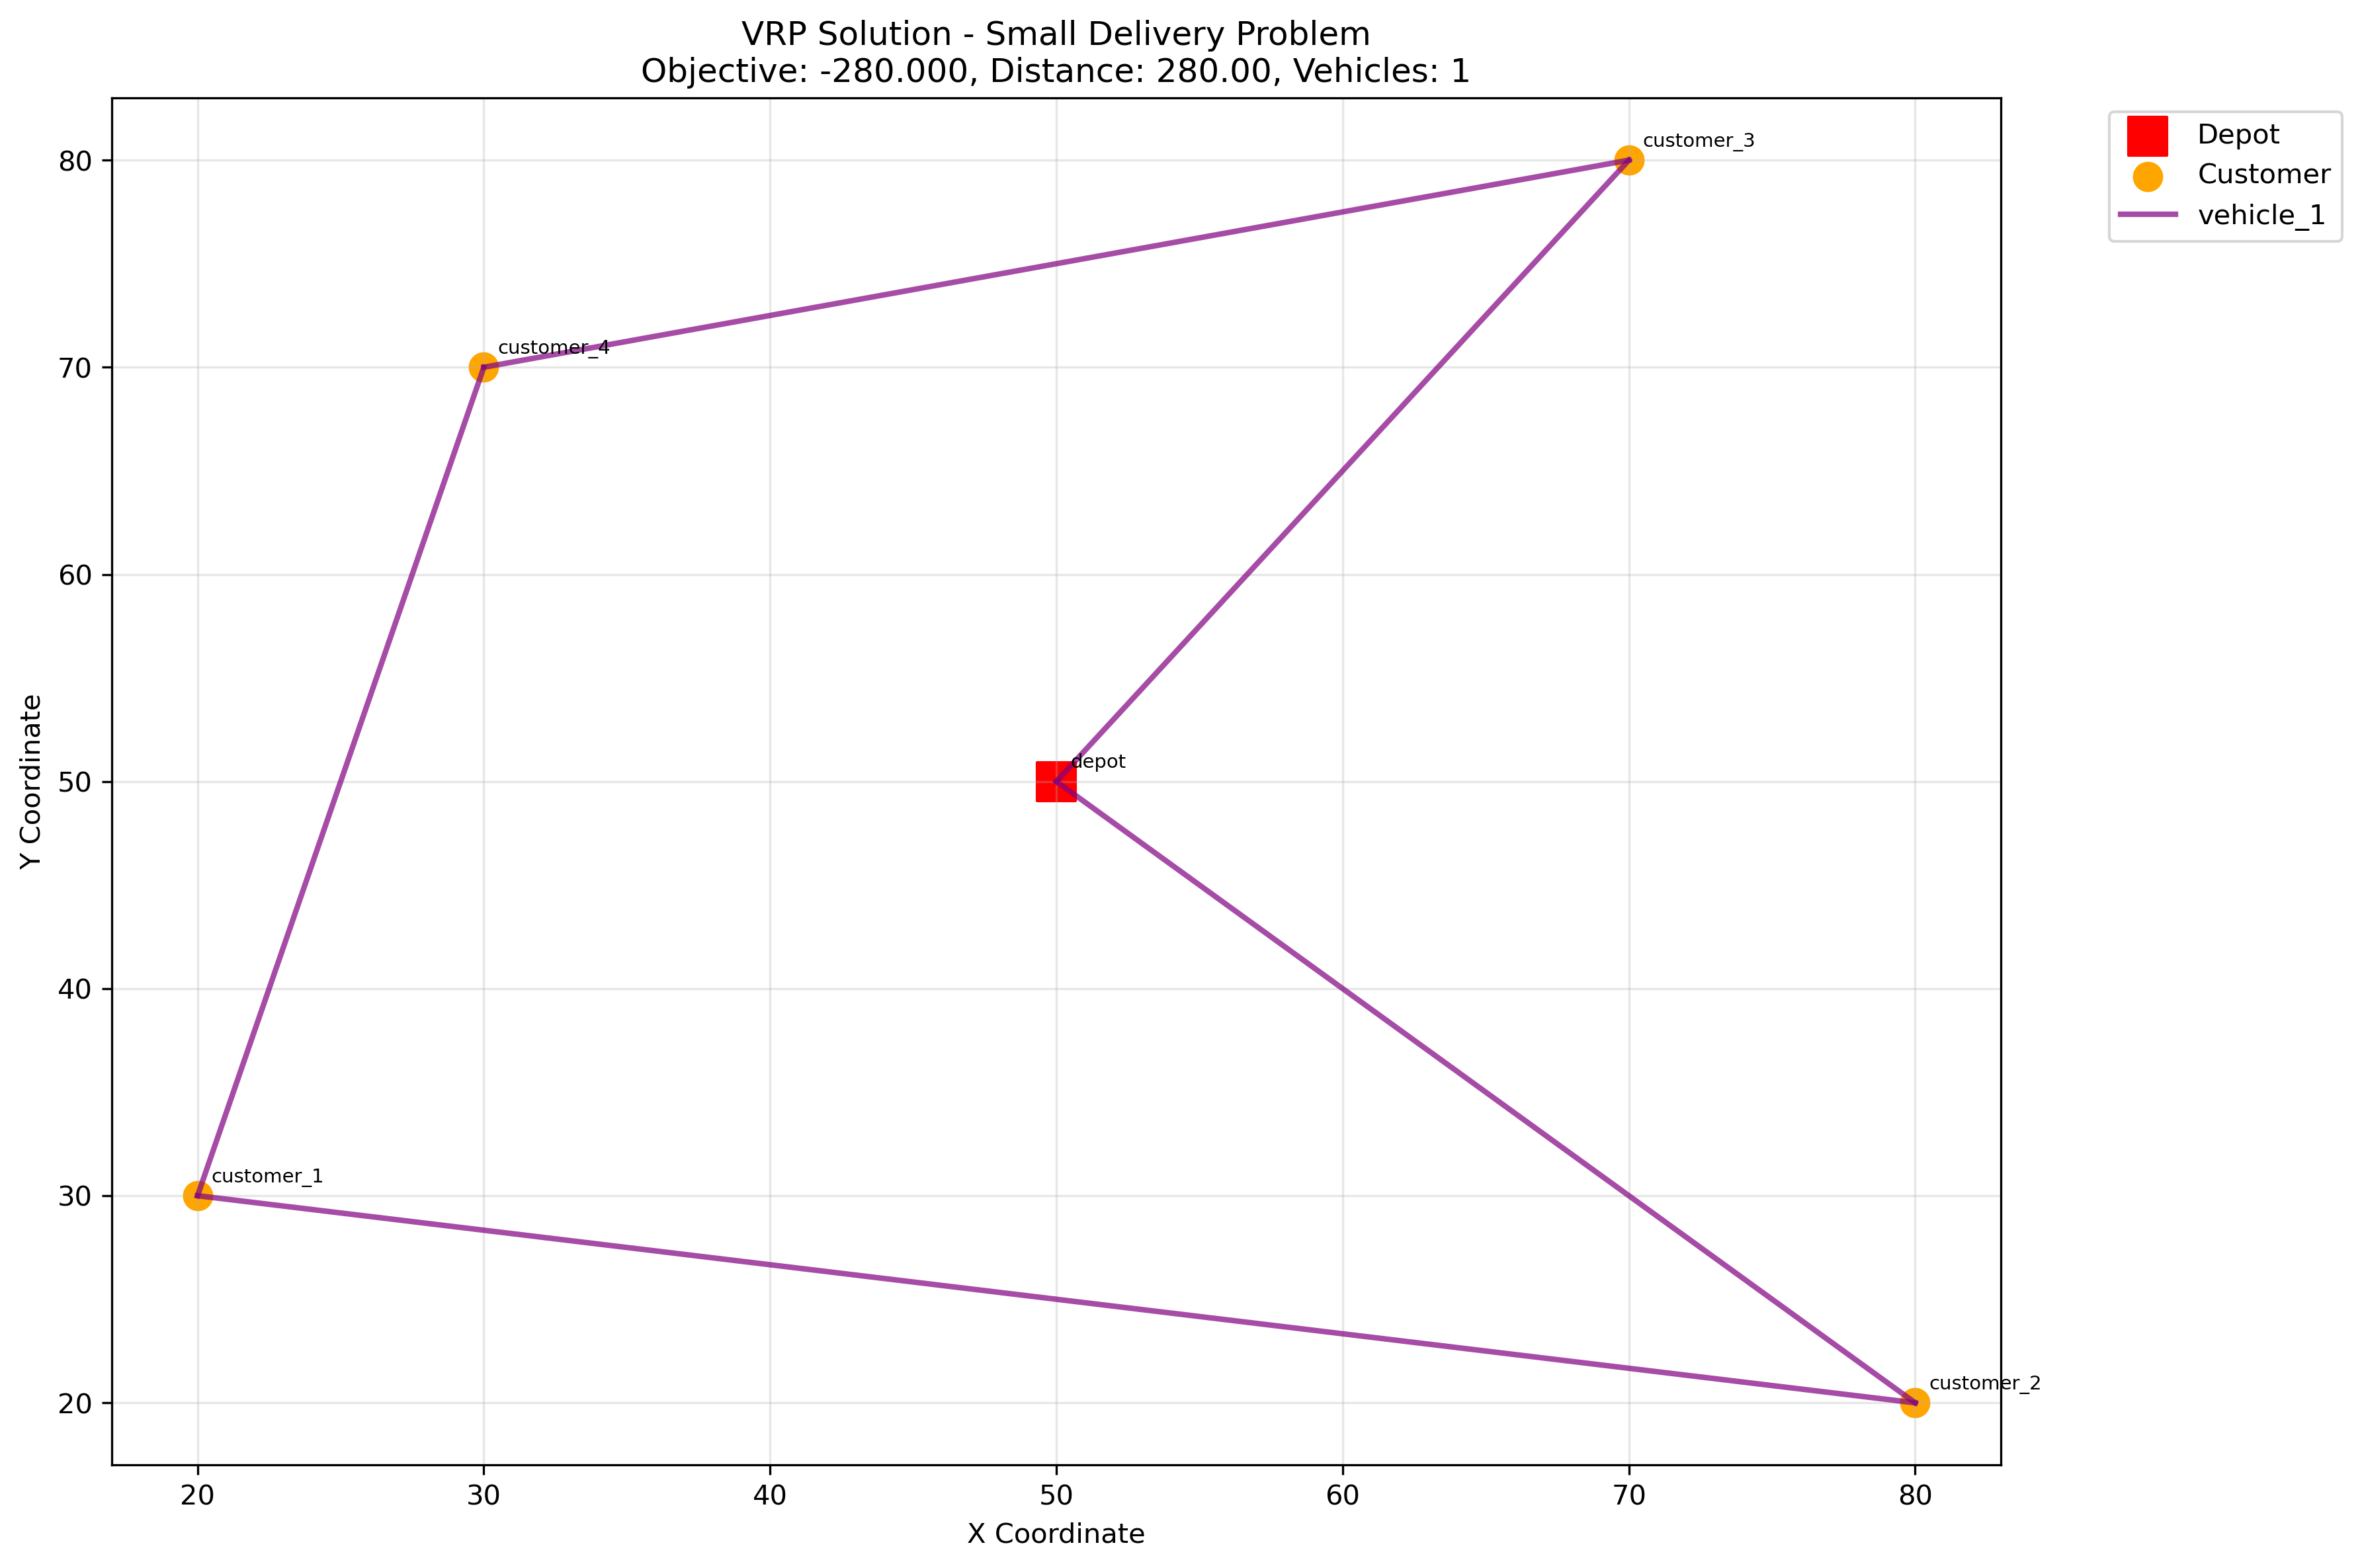 VRP Solution - Small Delivery Problem
Objective: -280.000, Distance: 280.00, Vehicles: 1
Depot
Customer
vehicle_1
customer_3
customer_4
depot
customer_1
customer_2
Y Coordinate
80
70
60
50
40
30
20
20
30
40
50
60
70
80
X Coordinate